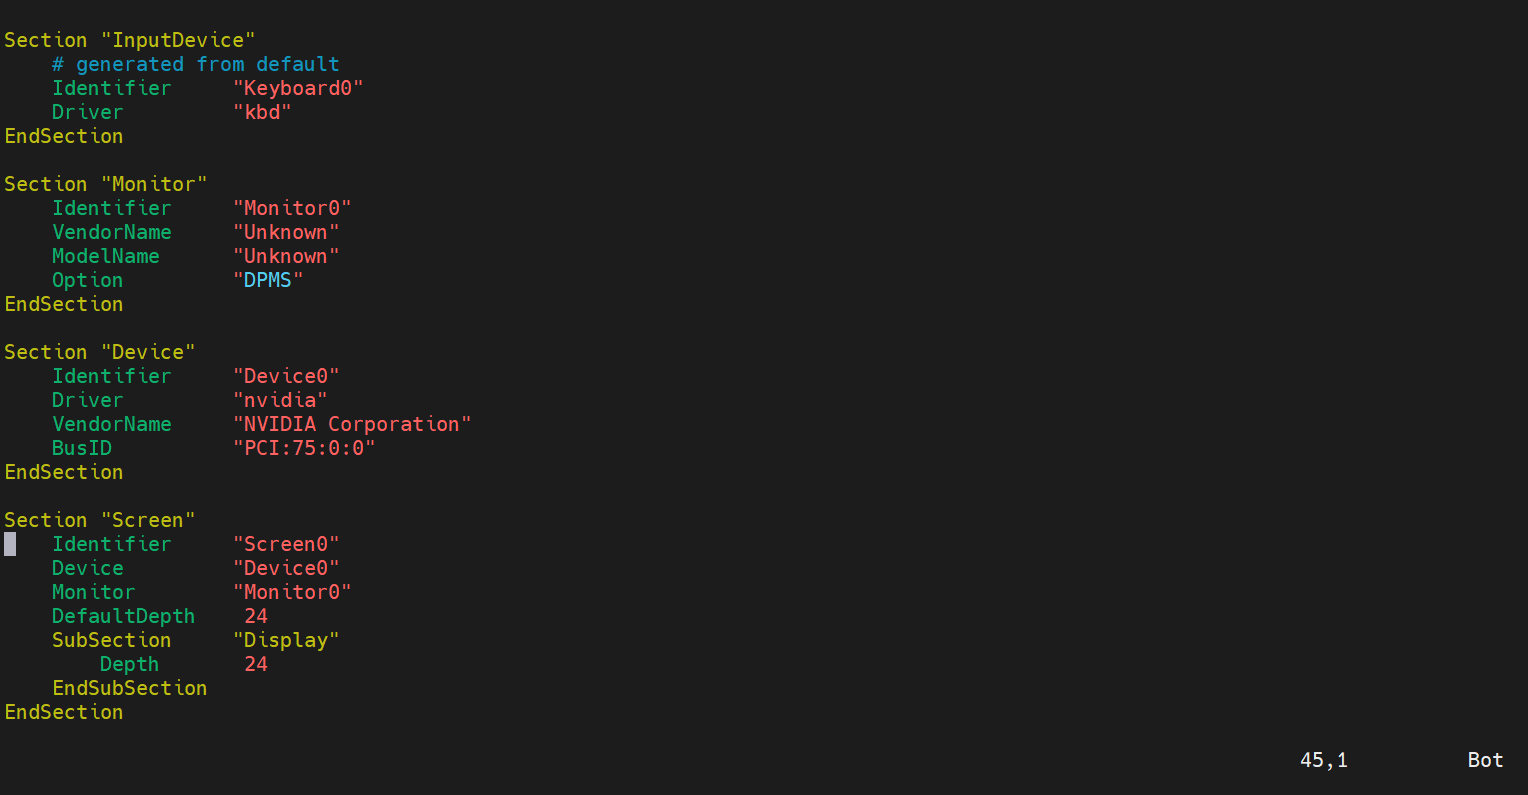 Section "InputDevice"
    # generated from default
    Identifier     "Keyboard0"
    Driver         "kbd"
EndSection

Section "Monitor"
    Identifier     "Monitor0"
    VendorName     "Unknown"
    ModelName      "Unknown"
    Option         "DPMS"
EndSection

Section "Device"
    Identifier     "Device0"
    Driver         "nvidia"
    VendorName     "NVIDIA Corporation"
    BusID          "PCI:75:0:0"
EndSection

Section "Screen"
    Identifier     "Screen0"
    Device         "Device0"
    Monitor        "Monitor0"
    DefaultDepth    24
    SubSection     "Display"
        Depth       24
    EndSubSection
EndSection
45,1          Bot